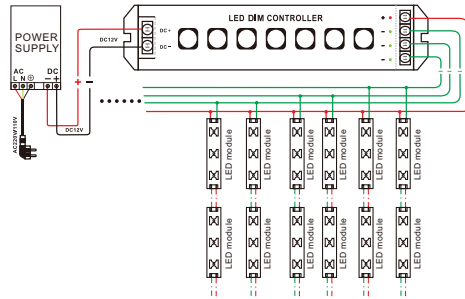 LED DIM CONTROLLER
POWER
SUPPLY
DC+
DC12V
DC-
+
-
-
-
AC
DC
L N ⏚
- +
+ -
DC12V
AC220V/110V
LED module
LED module
LED module
LED module
LED module
LED module
LED module
LED module
LED module
LED module
LED module
LED module